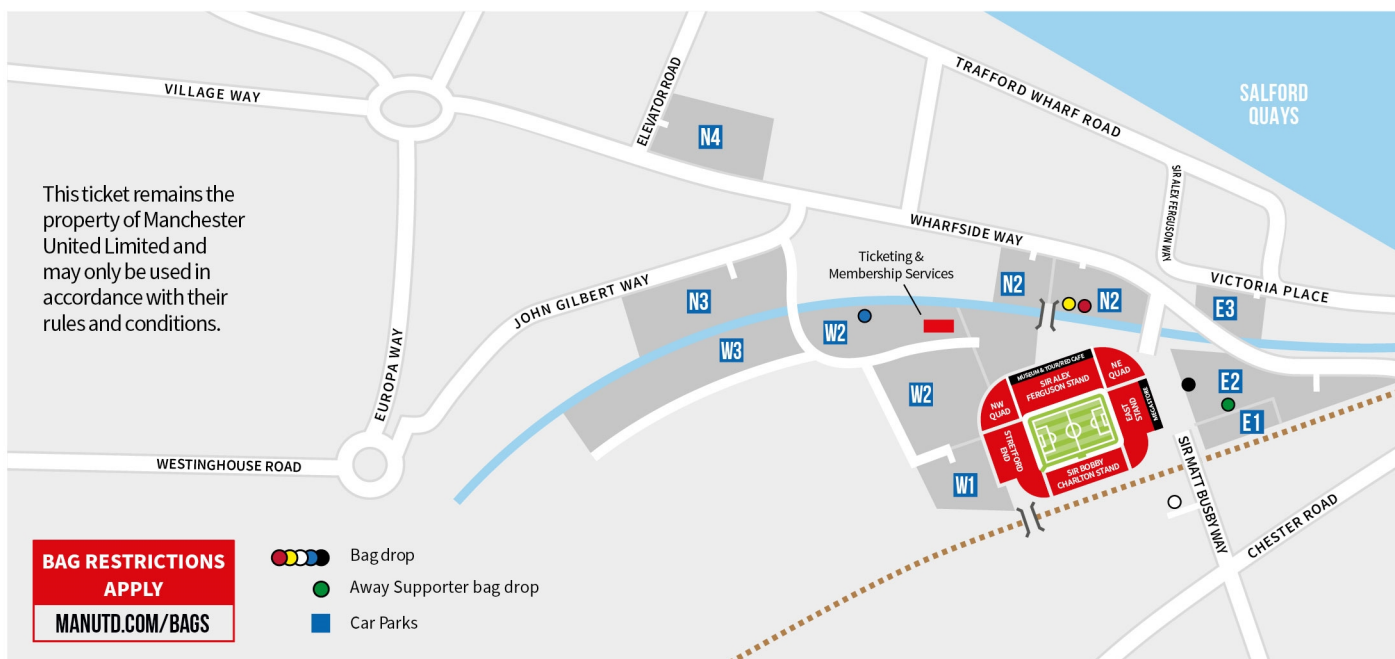 VILLAGE WAY
ELEVATOR ROAD
N4
TRAFFORD WHARF ROAD
SALFORD
QUAYS
SIR ALEX FERGUSON WAY
This ticket remains the
property of Manchester
United Limited and
may only be used in
accordance with their
rules and conditions.
WHARFSIDE WAY
Ticketing &
Membership Services
VICTORIA PLACE
JOHN GILBERT WAY
N3
N2
N2
E3
EUROPA WAY
W3
W2
W2
MUSEUM & TOUR/RED CAFE
SIR ALEX
FERGUSON STAND
NE
QUAD
NW
QUAD
EAST
STAND
MEGASTORE
STRETFORD
END
SIR BOBBY
CHARLTON STAND
E2
E1
WESTINGHOUSE ROAD
W1
SIR MATT BUSBY WAY
CHESTER ROAD
BAG RESTRICTIONS
APPLY
MANUTD.COM/BAGS
Bag drop
Away Supporter bag drop
Car Parks